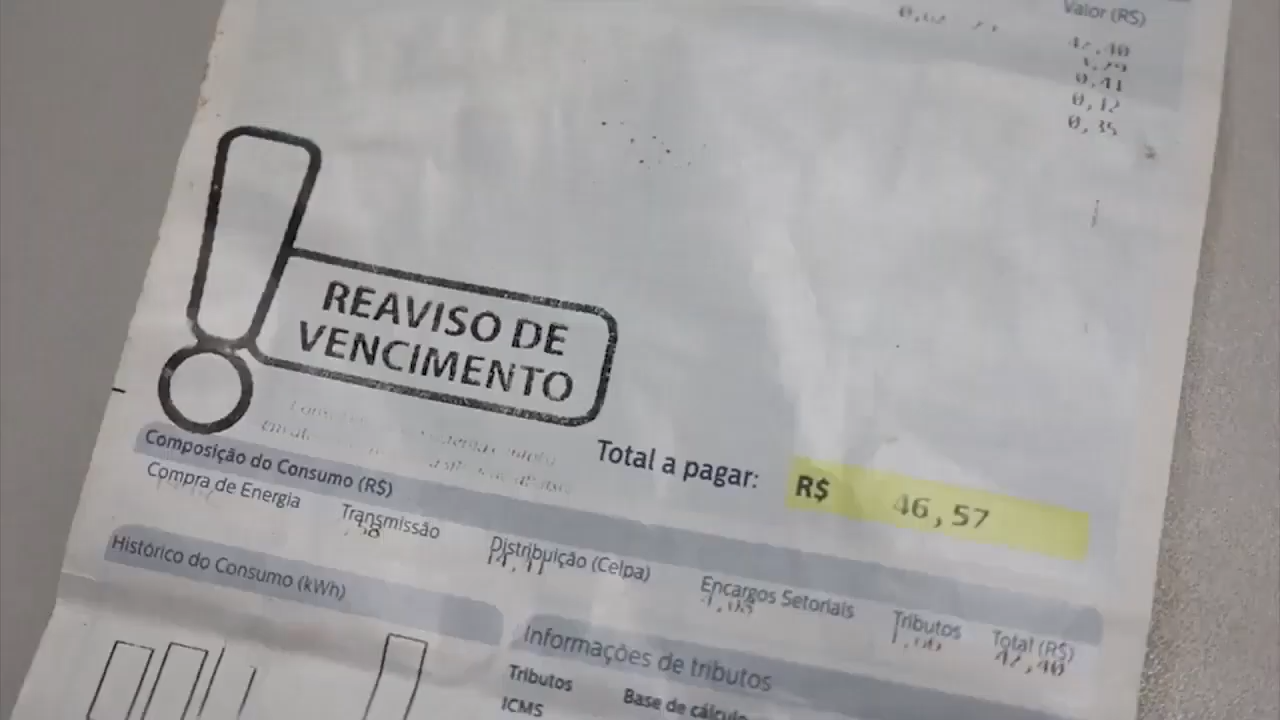 Valor (R$)
42,40
3,29
0,41
0,12
0,35
REAVISO DE
VENCIMENTO
Total a pagar: R$ 46,57
Composição do Consumo (R$)
Compra de Energia Transmissão Distribuição (Celpa) Encargos Setoriais Tributos Total (R$)
42,40
Histórico do Consumo (kWh)
Informações de tributos
Tributos Base de cálculo
ICMS